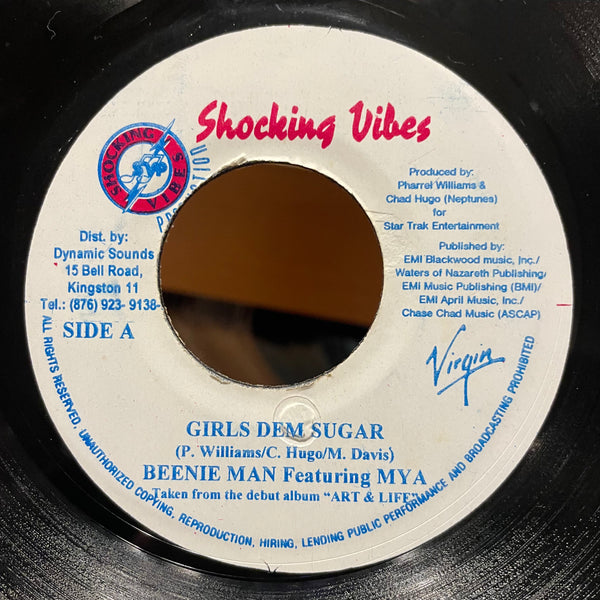 Shocking Vibes
SHOCKING
VIBES
Produced by:
Pharrel Williams &
Chad Hugo (Neptunes)
for
Star Trak Entertainment
Dist. by:
Dynamic Sounds
15 Bell Road,
Kingston 11
Tel.: (876) 923- 9138-
SIDE A
Published by:
EMI Blackwood music, Inc./
Waters of Nazareth Publishing/
EMI Music Publishing (BMI)/
EMI April Music, Inc./
Chase Chad Music (ASCAP)
Virgin
GIRLS DEM SUGAR
(P. Williams/C. Hugo/M. Davis)
BEENIE MAN Featuring MYA
Taken from the debut album "ART & LIFE"
ALL RIGHTS RESERVED. UNAUTHORIZED COPYING, REPRODUCTION, HIRING, LENDING PUBLIC PERFORMANCE AND BROADCASTING PROHIBITED